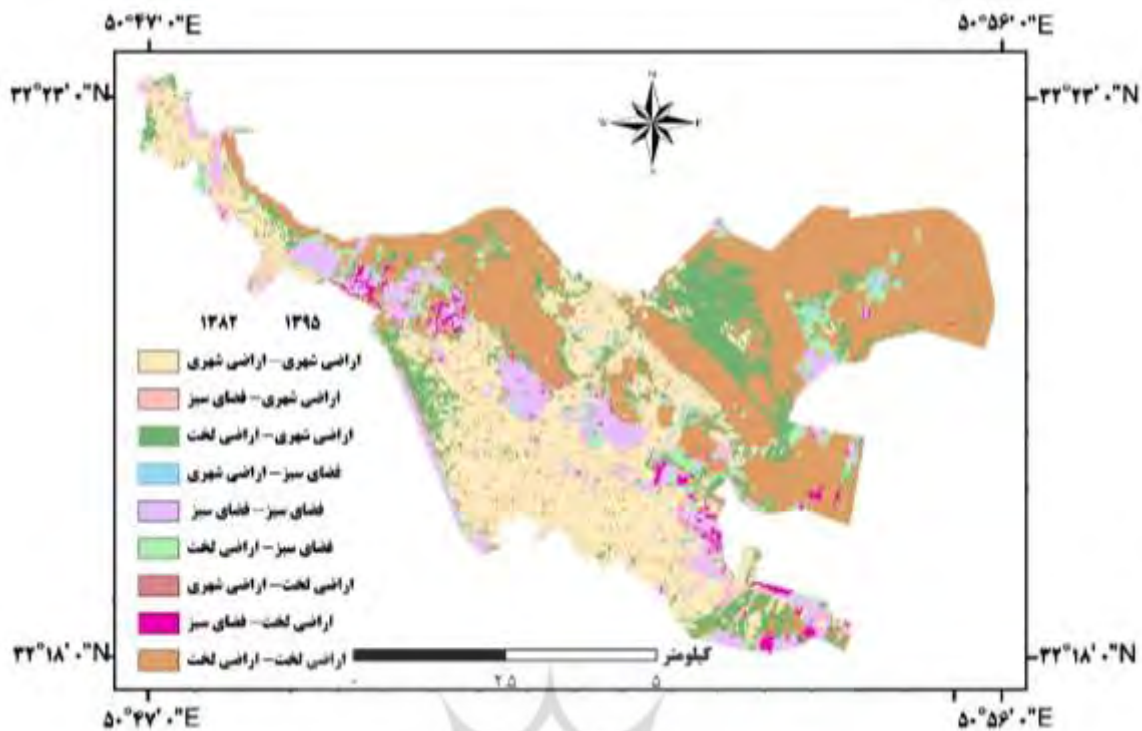 ۵۰°۴۷'۰"E ۵۰°۵۶'۰"E
۳۲°۲۳'۰"N ۳۲°۲۳'۰"N
N
W E
S
۱۳۸۲ ۱۳۹۵
اراضی شهری- اراضی شهری
اراضی شهری- فضای سبز
اراضی شهری- اراضی لخت
فضای سبز- اراضی شهری
فضای سبز- فضای سبز
فضای سبز- اراضی لخت
اراضی لخت- اراضی شهری
اراضی لخت- فضای سبز
اراضی لخت- اراضی لخت
کیلومتر
۰ ۲.۵ ۵
۳۲°۱۸'۰"N ۳۲°۱۸'۰"N
۵۰°۴۷'۰"E ۵۰°۵۶'۰"E